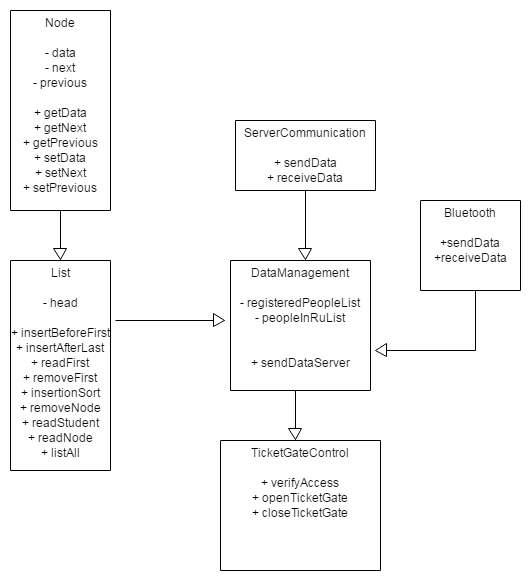 Node
- data
- next
- previous
+ getData
+ getNext
+ getPrevious
+ setData
+ setNext
+ setPrevious
ServerCommunication
+ sendData
+ receiveData
Bluetooth
+sendData
+receiveData
List
- head
+ insertBeforeFirst
+ insertAfterLast
+ readFirst
+ removeFirst
+ insertionSort
+ removeNode
+ readStudent
+ readNode
+ listAll
DataManagement
- registeredPeopleList
- peopleInRuList
+ sendDataServer
TicketGateControl
+ verifyAccess
+ openTicketGate
+ closeTicketGate